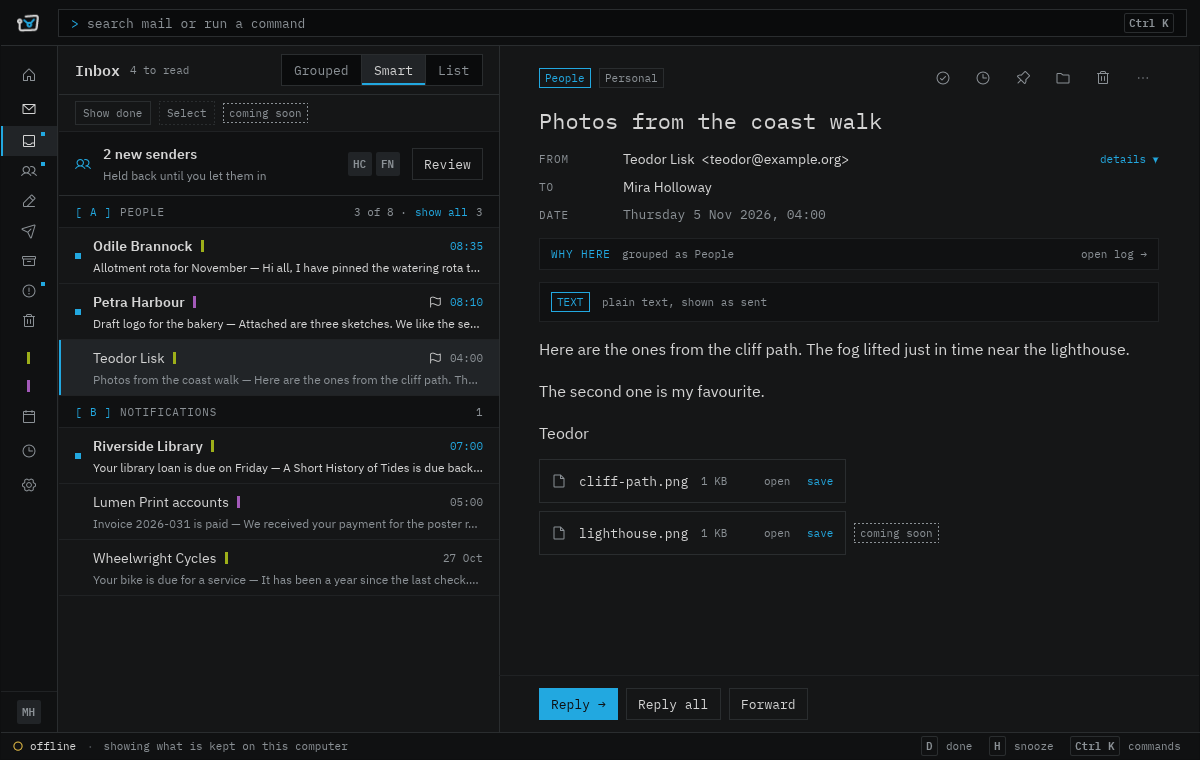 > search mail or run a command
Ctrl K
Inbox 4 to read
Grouped Smart List
Show done Select coming soon
2 new senders
Held back until you let them in
HC FN Review
[ A ] PEOPLE 3 of 8 · show all 3
Odile Brannock 08:35
Allotment rota for November — Hi all, I have pinned the watering rota t...
Petra Harbour 08:10
Draft logo for the bakery — Attached are three sketches. We like the se...
Teodor Lisk 04:00
Photos from the coast walk — Here are the ones from the cliff path. Th...
[ B ] NOTIFICATIONS 1
Riverside Library 07:00
Your library loan is due on Friday — A Short History of Tides is due back...
Lumen Print accounts 05:00
Invoice 2026-031 is paid — We received your payment for the poster r...
Wheelwright Cycles 27 Oct
Your bike is due for a service — It has been a year since the last check....
People Personal
Photos from the coast walk
FROM Teodor Lisk <teodor@example.org> details ▾
TO Mira Holloway
DATE Thursday 5 Nov 2026, 04:00
WHY HERE grouped as People open log →
TEXT plain text, shown as sent
Here are the ones from the cliff path. The fog lifted just in time near the lighthouse.
The second one is my favourite.
Teodor
cliff-path.png 1 KB open save
lighthouse.png 1 KB open save coming soon
Reply → Reply all Forward
MH
offline · showing what is kept on this computer
D done H snooze Ctrl K commands